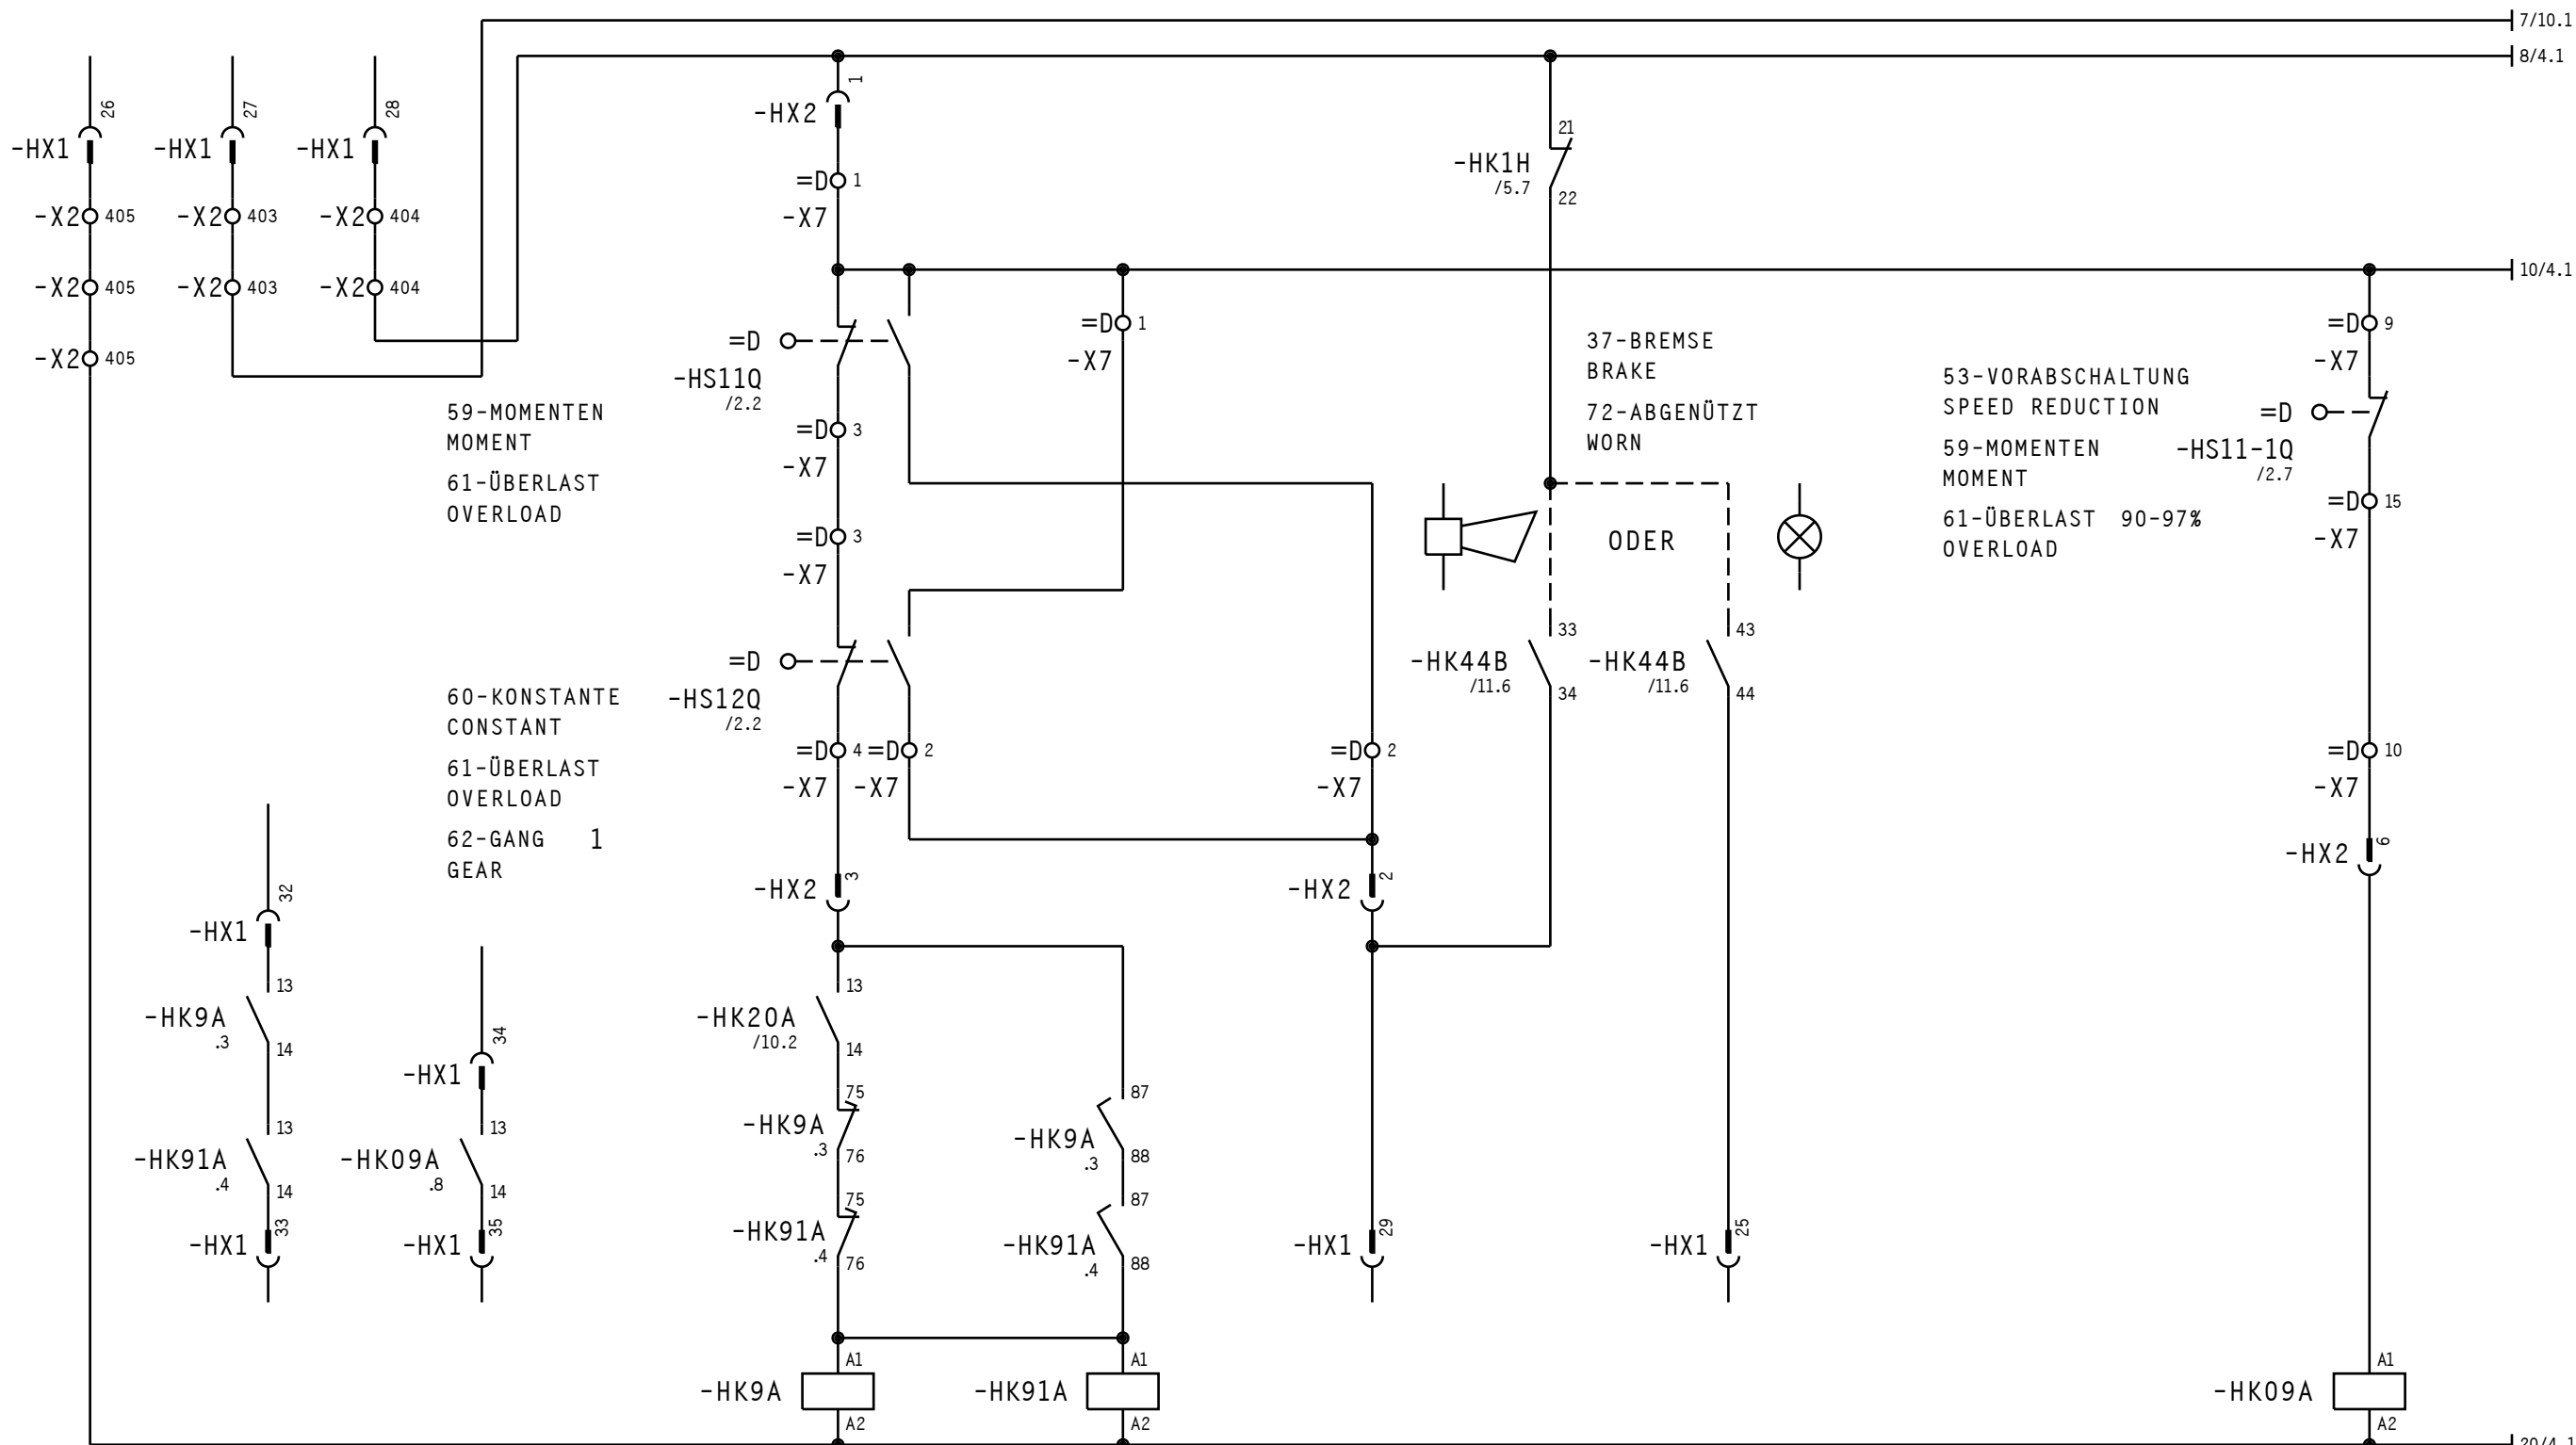 7/10.1
8/4.1
26
27
28
1
-HX1
-HX1
-HX1
-HX2
21
-HK1H
/5.7
22
=D 1
-X7
-X2 405
-X2 403
-X2 404
10/4.1
-X2 405
-X2 403
-X2 404
-X2 405
=D
-HS11Q
/2.2
=D 1
-X7
37-BREMSE
BRAKE
72-ABGENÜTZT
WORN
=D 9
-X7
53-VORABSCHALTUNG
SPEED REDUCTION
59-MOMENTEN
MOMENT
61-ÜBERLAST 90-97%
OVERLOAD
=D
-HS11-1Q
/2.7
=D 15
-X7
59-MOMENTEN
MOMENT
61-ÜBERLAST
OVERLOAD
=D 3
-X7
=D 3
-X7
ODER
33
-HK44B
/11.6
34
43
-HK44B
/11.6
44
=D
-HS12Q
/2.2
60-KONSTANTE
CONSTANT
61-ÜBERLAST
OVERLOAD
62-GANG 1
GEAR
=D 4
-X7
=D 2
-X7
=D 2
-X7
=D 10
-X7
6
-HX2
3
-HX2
2
-HX2
32
-HX1
13
-HK9A
.3
14
34
-HX1
13
-HK91A
.4
14
33
-HX1
13
-HK09A
.8
14
35
-HX1
13
-HK20A
/10.2
14
75
-HK9A
.3
76
75
-HK91A
.4
76
87
-HK9A
.3
88
87
-HK91A
.4
88
29
-HX1
25
-HX1
A1
-HK9A
A2
A1
-HK91A
A2
A1
-HK09A
A2
20/4.1